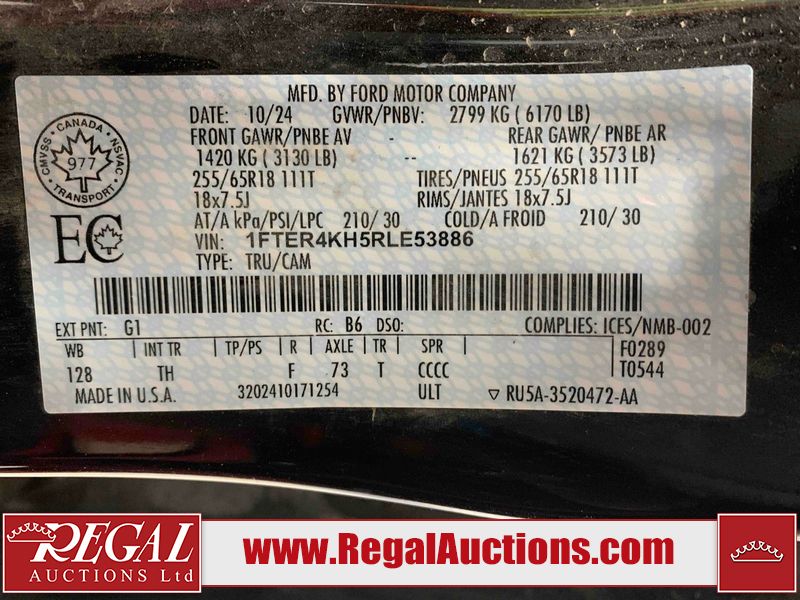 MFD. BY FORD MOTOR COMPANY
DATE: 10/24 GVWR/PNBV: 2799 KG ( 6170 LB)
FRONT GAWR/PNBE AV - REAR GAWR/ PNBE AR
1420 KG ( 3130 LB) -- 1621 KG ( 3573 LB)
255/65R18 111T TIRES/PNEUS 255/65R18 111T
18x7.5J RIMS/JANTES 18x7.5J
AT/A kPa/PSI/LPC 210/ 30 COLD/A FROID 210/ 30
VIN: 1FTER4KH5RLE53886
TYPE: TRU/CAM
CANADA
CMVSS NSVAC
977
TRANSPORT
EC
EXT PNT: G1 RC: B6 DSO: COMPLIES: ICES/NMB-002
WB INT TR TP/PS R AXLE TR SPR F0289
128 TH F 73 T CCCC T0544
MADE IN U.S.A. 3202410171254 ULT ▽ RU5A-3520472-AA
REGAL
AUCTIONS Ltd
www.RegalAuctions.com